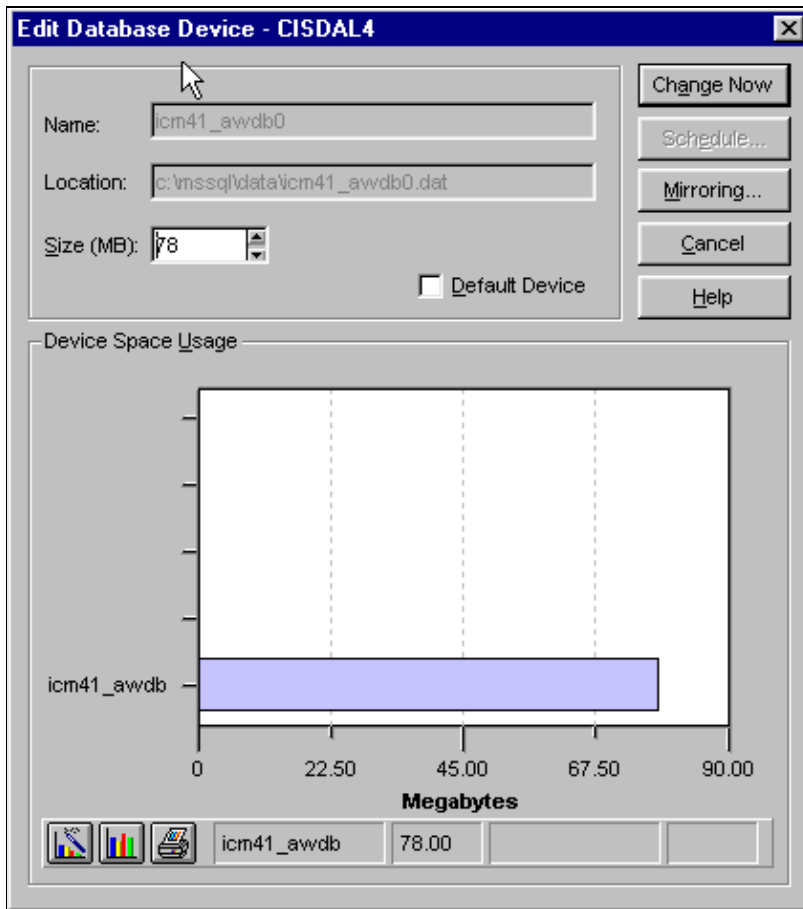 Edit Database Device - CISDAL4
Name: icm41_awdb0
Location: c:\mssql\data\icm41_awdb0.dat
Size (MB): 78
Default Device
Change Now
Schedule...
Mirroring...
Cancel
Help
Device Space Usage
icm41_awdb
0 22.50 45.00 67.50 90.00
Megabytes
icm41_awdb 78.00